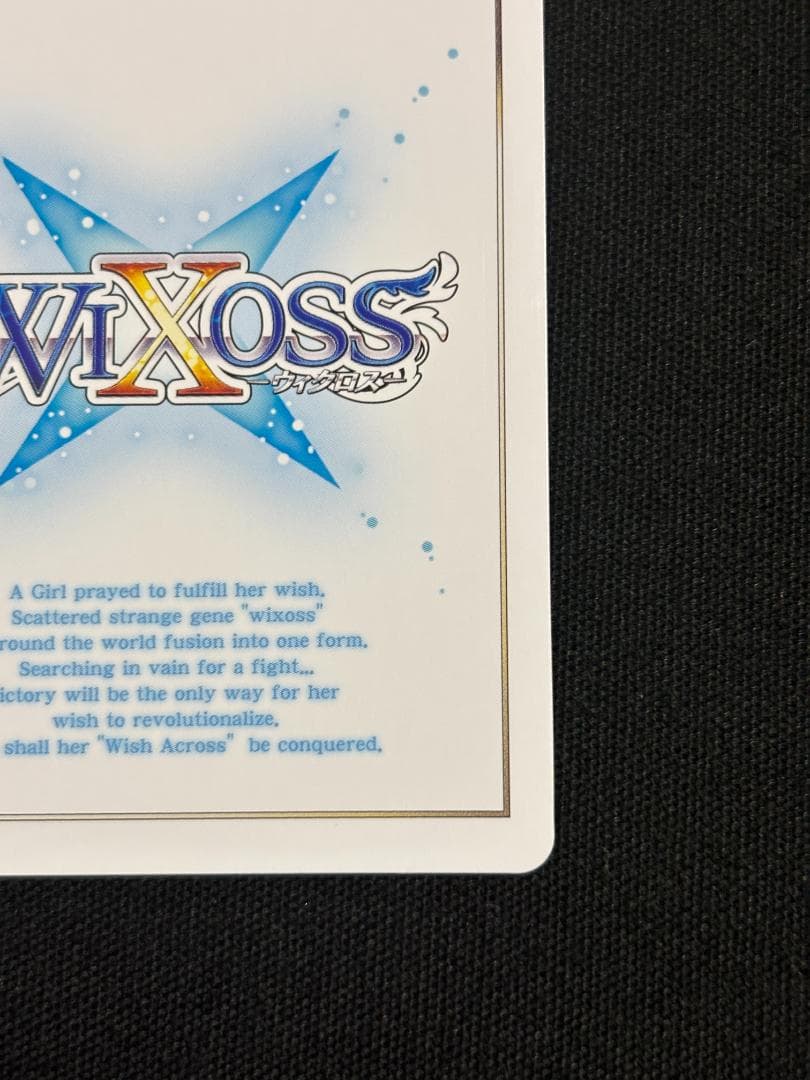 WIXOSS
ーウィクロスー
A Girl prayed to fulfill her wish.
Scattered strange gene "wixoss"
round the world fusion into one form.
Searching in vain for a fight...
ictory will be the only way for her
wish to revolutionalize.
shall her "Wish Across" be conquered.